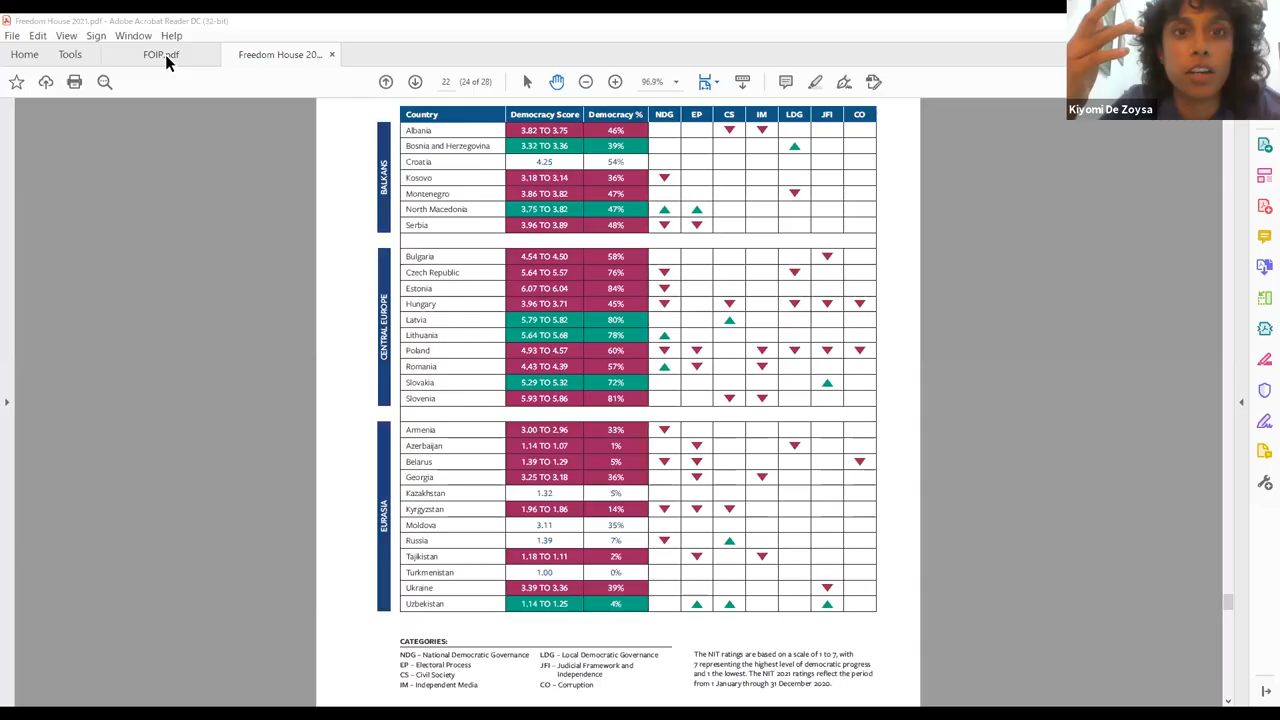 Freedom House 2021.pdf - Adobe Acrobat Reader DC (32-bit)
File Edit View Sign Window Help
Home Tools FOIP.pdf Freedom House 20... ×
22 (24 of 28) 96.9%
Kiyomi De Zoysa
Country Democracy Score Democracy % NDG EP CS IM LDG JFI CO
BALKANS
Albania 3.82 TO 3.75 46%
Bosnia and Herzegovina 3.32 TO 3.36 39%
Croatia 4.25 54%
Kosovo 3.18 TO 3.14 36%
Montenegro 3.86 TO 3.82 47%
North Macedonia 3.75 TO 3.82 47%
Serbia 3.96 TO 3.89 48%
CENTRAL EUROPE
Bulgaria 4.54 TO 4.50 58%
Czech Republic 5.64 TO 5.57 76%
Estonia 6.07 TO 6.04 84%
Hungary 3.96 TO 3.71 45%
Latvia 5.79 TO 5.82 80%
Lithuania 5.64 TO 5.68 78%
Poland 4.93 TO 4.57 60%
Romania 4.43 TO 4.39 57%
Slovakia 5.29 TO 5.32 72%
Slovenia 5.93 TO 5.86 81%
EURASIA
Armenia 3.00 TO 2.96 33%
Azerbaijan 1.14 TO 1.07 1%
Belarus 1.39 TO 1.29 5%
Georgia 3.25 TO 3.18 36%
Kazakhstan 1.32 5%
Kyrgyzstan 1.96 TO 1.86 14%
Moldova 3.11 35%
Russia 1.39 7%
Tajikistan 1.18 TO 1.11 2%
Turkmenistan 1.00 0%
Ukraine 3.39 TO 3.36 39%
Uzbekistan 1.14 TO 1.25 4%
CATEGORIES:
NDG – National Democratic Governance
EP – Electoral Process
CS – Civil Society
IM – Independent Media
LDG – Local Democratic Governance
JFI – Judicial Framework and
Independence
CO – Corruption
The NIT ratings are based on a scale of 1 to 7, with
7 representing the highest level of democratic progress
and 1 the lowest. The NIT 2021 ratings reflect the period
from 1 January through 31 December 2020.